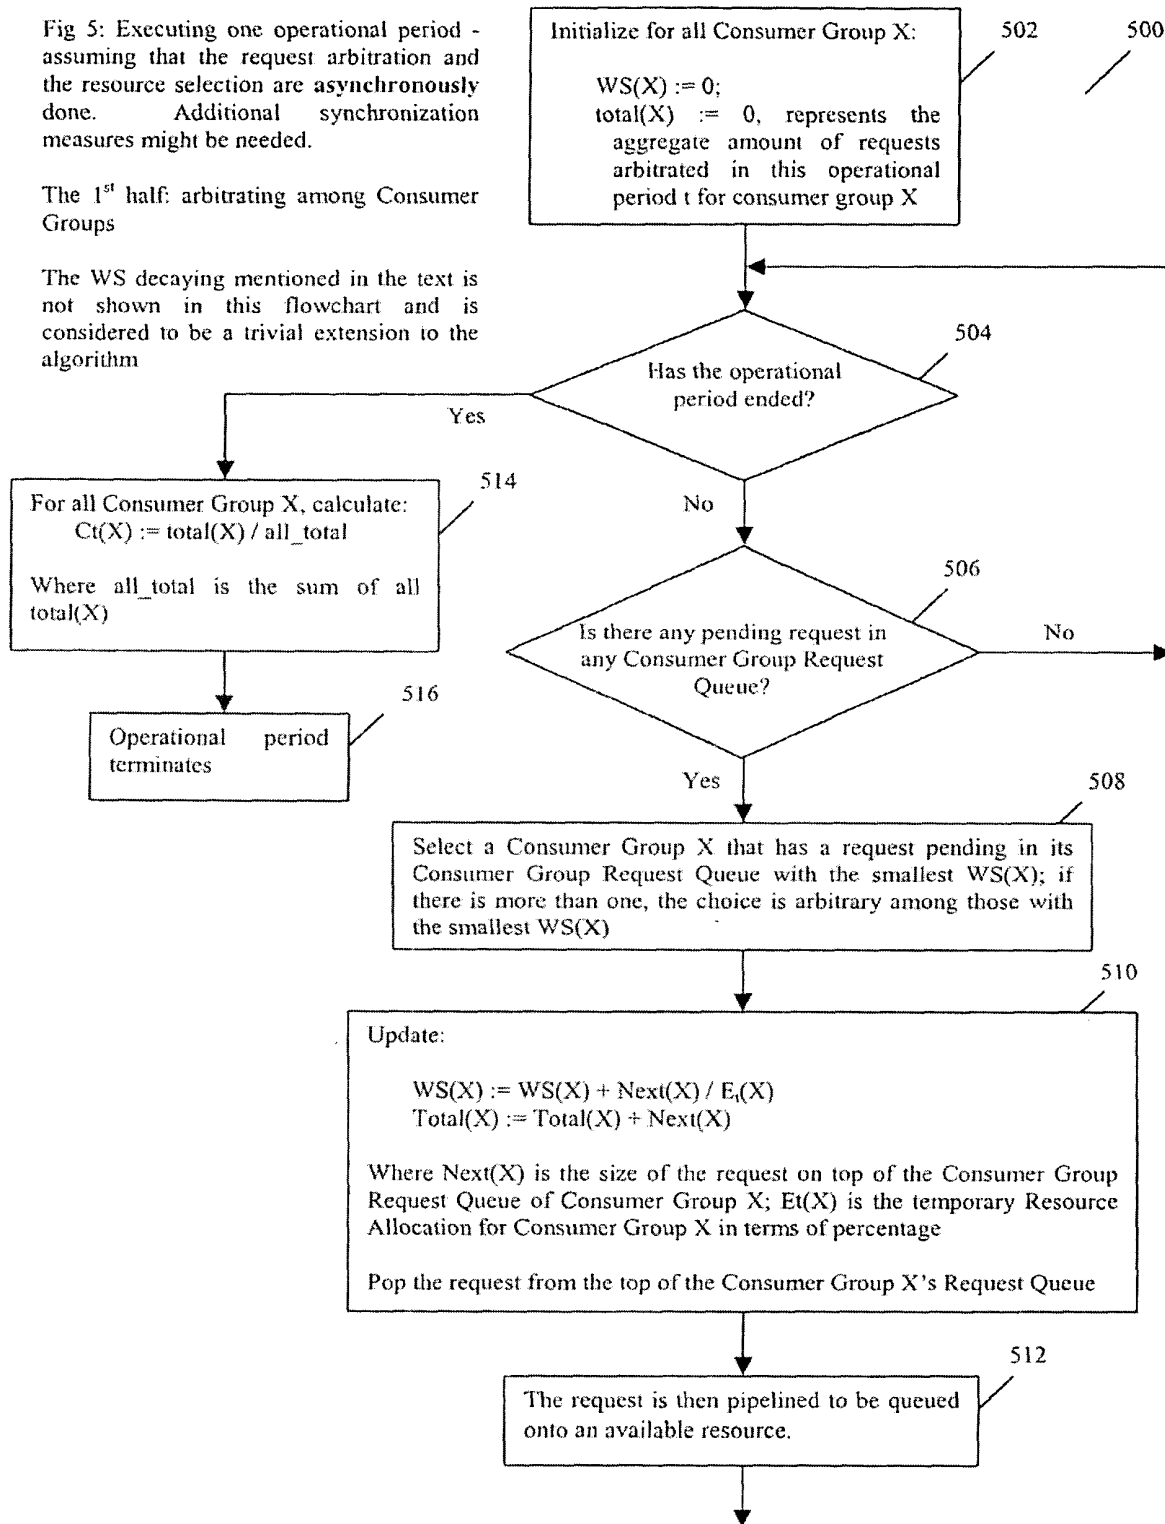 Fig 5: Executing one operational period -
assuming that the request arbitration and
the resource selection are asynchronously
done. Additional synchronization
measures might be needed.
The 1st half: arbitrating among Consumer
Groups
The WS decaying mentioned in the text is
not shown in this flowchart and is
considered to be a trivial extension to the
algorithm
Initialize for all Consumer Group X:
WS(X) := 0;
total(X) := 0, represents the
aggregate amount of requests
arbitrated in this operational
period t for consumer group X
502
500
504
Has the operational
period ended?
Yes
No
514
For all Consumer Group X, calculate:
Ct(X) := total(X) / all_total
Where all_total is the sum of all
total(X)
516
Operational period
terminates
506
Is there any pending request in
any Consumer Group Request
Queue?
No
Yes
508
Select a Consumer Group X that has a request pending in its
Consumer Group Request Queue with the smallest WS(X); if
there is more than one, the choice is arbitrary among those with
the smallest WS(X)
510
Update:
WS(X) := WS(X) + Next(X) / Et(X)
Total(X) := Total(X) + Next(X)
Where Next(X) is the size of the request on top of the Consumer Group
Request Queue of Consumer Group X; Et(X) is the temporary Resource
Allocation for Consumer Group X in terms of percentage
Pop the request from the top of the Consumer Group X's Request Queue
512
The request is then pipelined to be queued
onto an available resource.